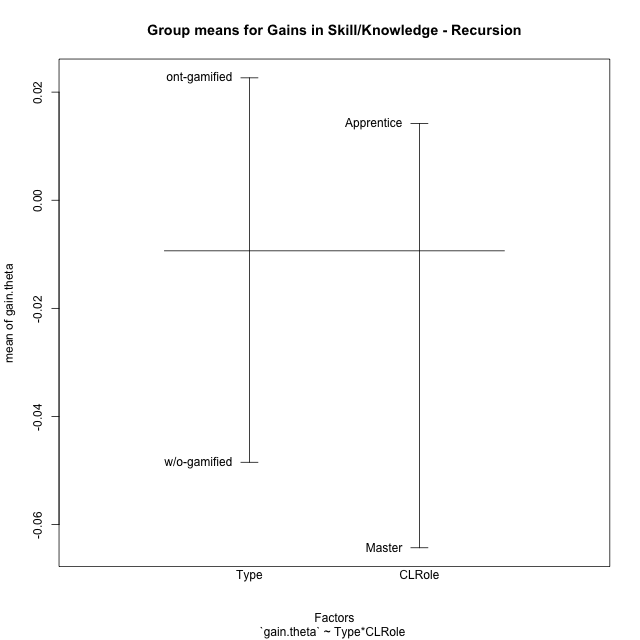 Group means for Gains in Skill/Knowledge - Recursion
mean of gain.theta
0.02
0.00
-0.02
-0.04
-0.06
ont-gamified
Apprentice
w/o-gamified
Master
Type
CLRole
Factors
`gain.theta` ~ Type*CLRole